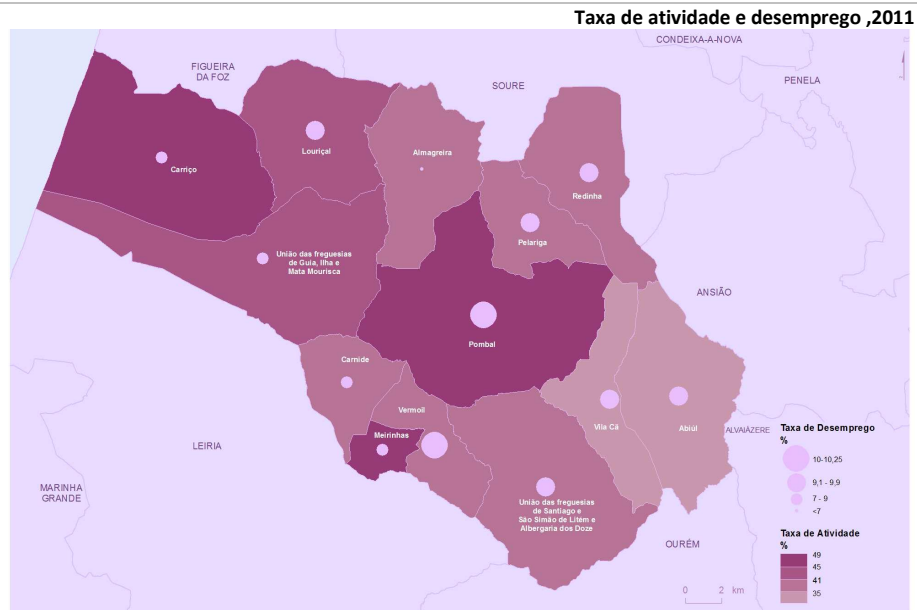 Taxa de atividade e desemprego ,2011
CONDEIXA-A-NOVA
FIGUEIRA
DA FOZ
SOURE
PENELA
Louriçal
Almagreira
Carriço
Redinha
Pelariga
União das freguesias
de Guia, Ilha e
Mata Mourisca
ANSIÃO
Pombal
Carnide
Vermoil
Meirinhas
Vila Cã
Abiúl
ALVAIÁZERE
LEIRIA
MARINHA
GRANDE
União das freguesias
de Santiago e
São Simão de Litém e
Albergaria dos Doze
OURÉM
0 2 km
Taxa de Desemprego
%
10-10,25
9,1 - 9,9
7 - 9
<7
Taxa de Atividade
%
49
45
41
35